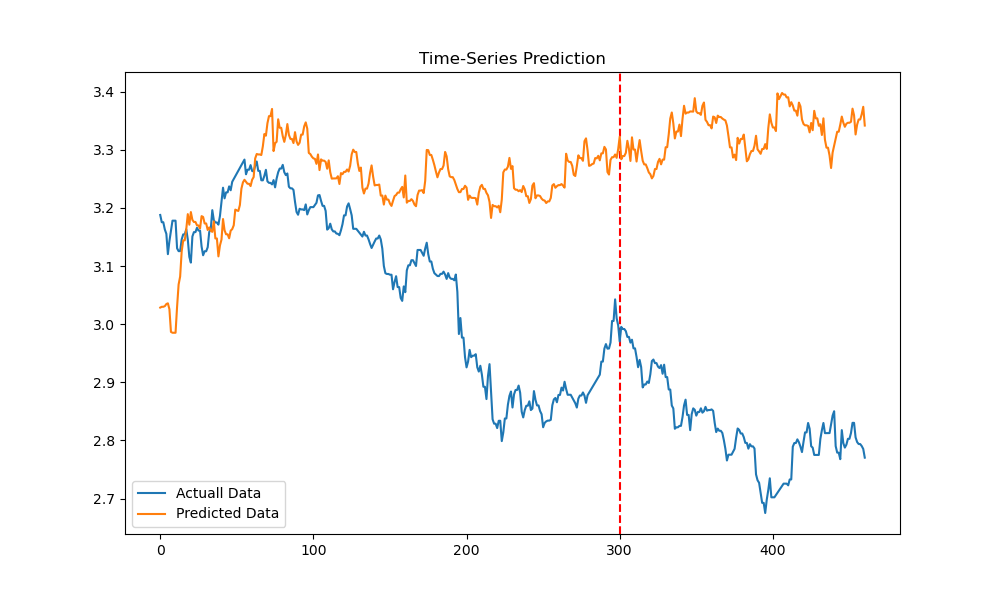 Time-Series Prediction
3.4
3.3
3.2
3.1
3.0
2.9
2.8
2.7
Actuall Data
Predicted Data
0 100 200 300 400